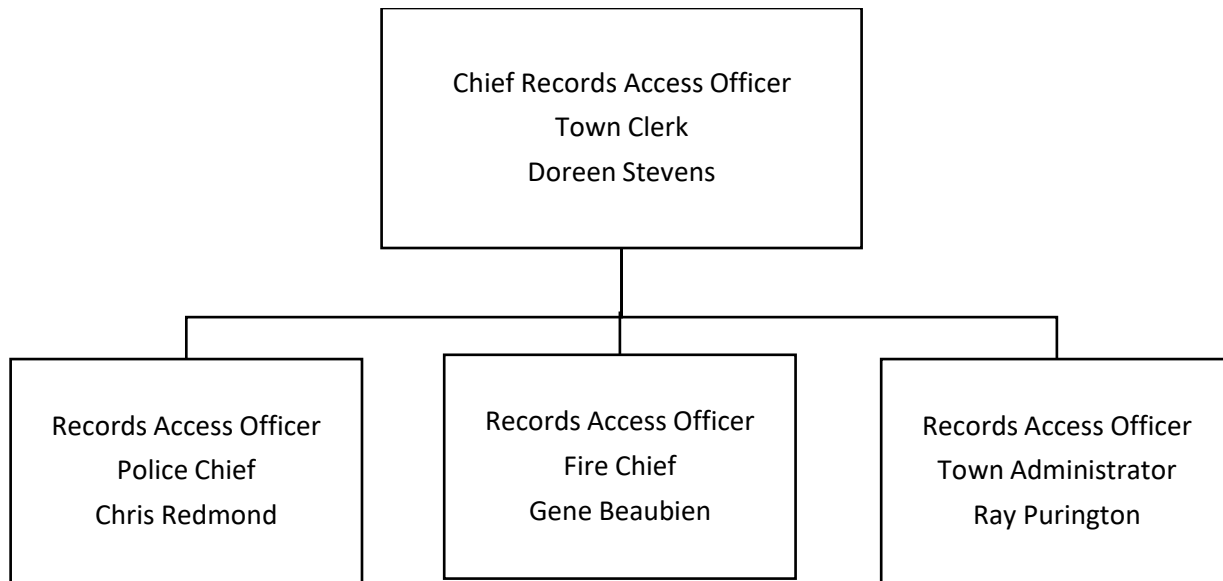 Chief Records Access Officer
Town Clerk
Doreen Stevens
Records Access Officer
Police Chief
Chris Redmond
Records Access Officer
Fire Chief
Gene Beaubien
Records Access Officer
Town Administrator
Ray Purington